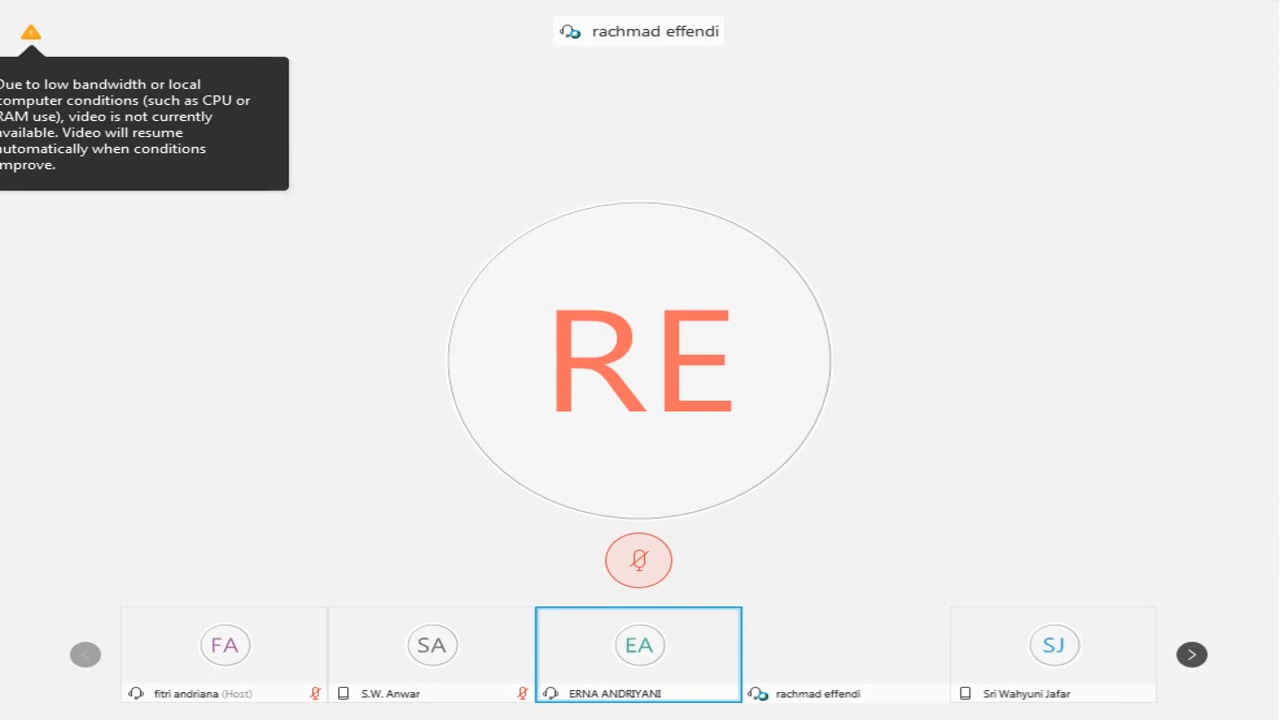 rachmad effendi
Due to low bandwidth or local
computer conditions (such as CPU or
RAM use), video is not currently
available. Video will resume
automatically when conditions
improve.
RE
FA
SA
EA
SJ
fitri andriana (Host)
S.W. Anwar
ERNA ANDRIYANI
rachmad effendi
Sri Wahyuni Jafar